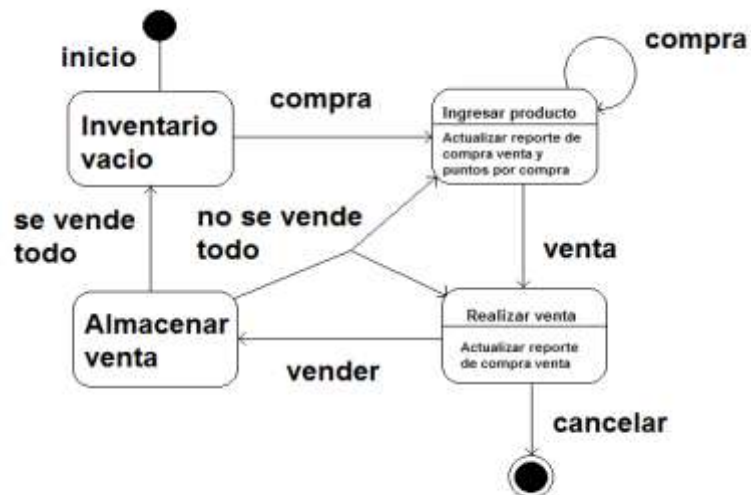 inicio
compra
compra
Inventario
vacio
Ingresar producto
Actualizar reporte de
compra venta y
puntos por compra
se vende
todo
no se vende
todo
venta
Almacenar
venta
Realizar venta
Actualizar reporte
de compra venta
vender
cancelar